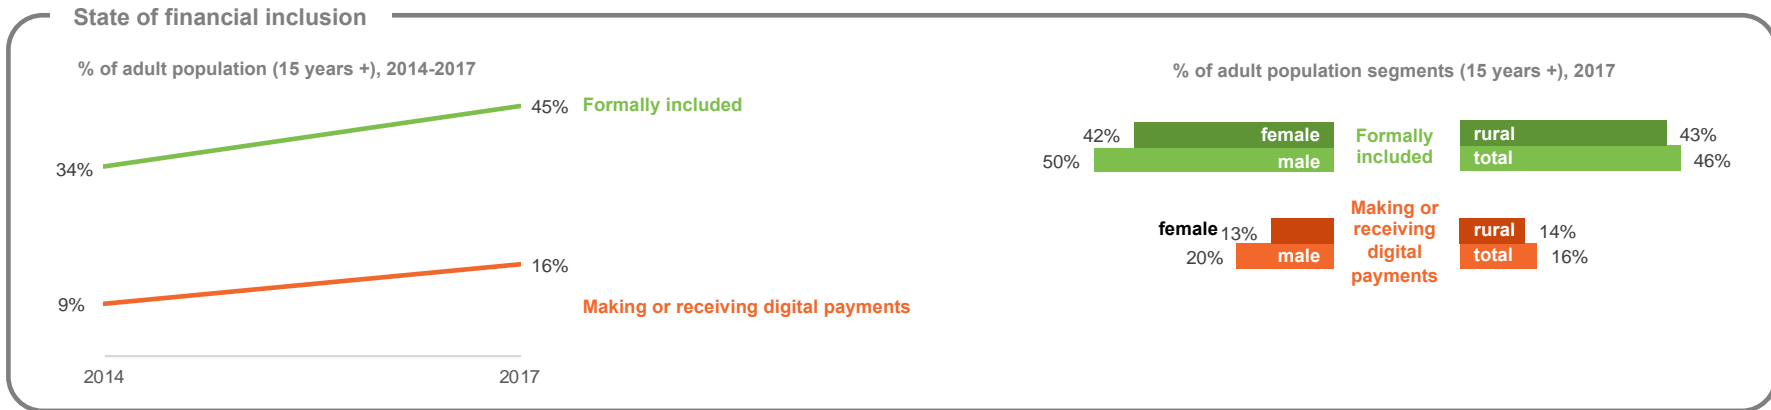 State of financial inclusion
% of adult population (15 years +), 2014-2017
45% Formally included
34%
16%
Making or receiving digital payments
9%
2014 2017
% of adult population segments (15 years +), 2017
42% female
50% male
Formally
included
rural 43%
total 46%
female 13%
20% male
Making or
receiving
digital
payments
rural 14%
total 16%